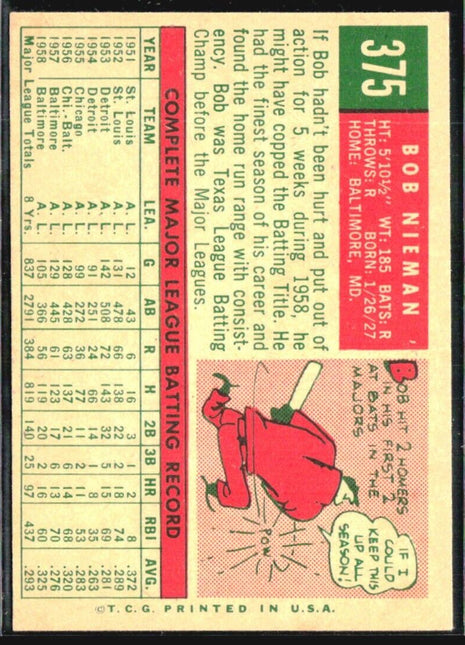 375
BOB NIEMAN
HT: 5'10½" WT: 185 BATS: R
THROWS: R BORN: 1/26/27
HOME: BALTIMORE, MD.
If Bob hadn't been hurt and put out of
action for 5 weeks during 1958, he
might have copped the Batting Title. He
had the finest season of his career and
found the home run range with consist-
ency. Bob was Texas League Batting
Champ before the Major Leagues.
BOB HIT 2 HOMERS
IN HIS FIRST 2
AT BATS IN THE
MAJORS
IF I
COULD
KEEP THIS
UP ALL
SEASON!
POW
COMPLETE MAJOR LEAGUE BATTING RECORD
YEAR TEAM LEA. G AB R H 2B 3B HR RBI AVG.
1951 St. Louis A. L. 12 43 6 16 3 1 2 8 .372
1952 St. Louis A. L. 131 478 66 138 22 2 18 74 .289
1953 Detroit A. L. 142 508 72 143 32 5 15 69 .281
1954 Detroit A. L. 91 251 24 66 14 1 8 35 .263
1955 Chicago A. L. 99 272 36 77 11 2 11 53 .283
1956 Chi.-Balt. A. L. 128 428 63 137 21 6 14 68 .320
1957 Baltimore A. L. 129 445 61 123 17 6 13 70 .276
1958 Baltimore A. L. 105 366 56 119 20 2 16 60 .325
Major League Totals 8 Yrs. 837 2791 384 819 140 25 97 437 .293
©T.C.G. PRINTED IN U.S.A.